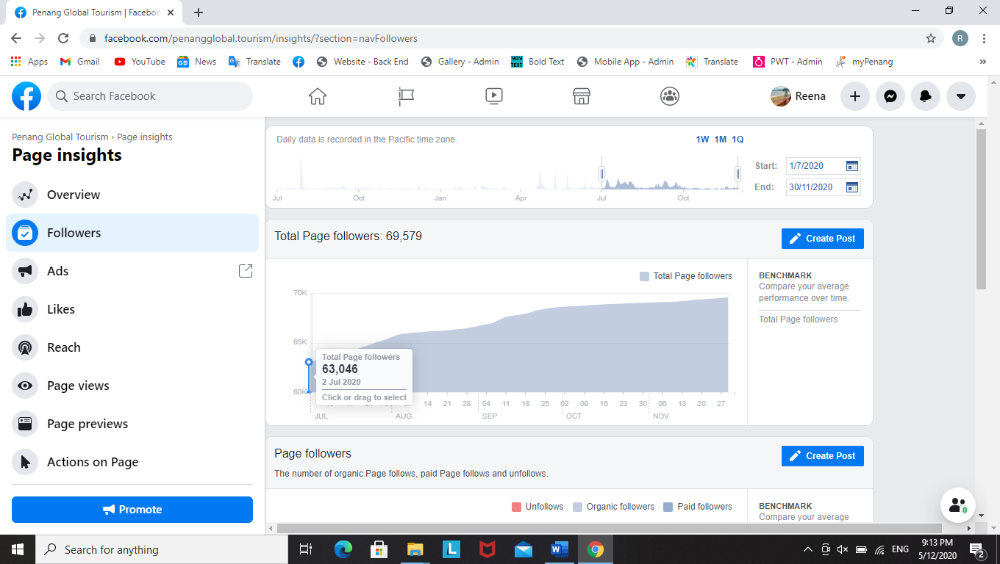 Penang Global Tourism | Faceboo
facebook.com/penangglobal.tourism/insights/?section=navFollowers
R
Apps Gmail YouTube News Translate Website - Back End Gallery - Admin YAY TEXT Bold Text Mobile App - Admin Translate PWT - Admin myPenang »
Search Facebook
Reena
Penang Global Tourism › Page insights
Page insights
Overview
Followers
Ads
Likes
Reach
Page views
Page previews
Actions on Page
Promote
Daily data is recorded in the Pacific time zone.
1W 1M 1Q
Start: 1/7/2020
End: 30/11/2020
Jul Oct Jan Apr Jul Oct
Total Page followers: 69,579
Create Post
Total Page followers
BENCHMARK
Compare your average
performance over time.
Total Page followers
70K
65K
60K
Total Page followers
63,046
2 Jul 2020
Click or drag to select
14 21 28 04 11 18 25 02 09 16 23 30 06 13 20 27
JUL AUG SEP OCT NOV
Page followers
The number of organic Page follows, paid Page follows and unfollows.
Create Post
Unfollows Organic followers Paid followers
BENCHMARK
Compare your average
0
Search for anything
ENG
9:13 PM
5/12/2020
2